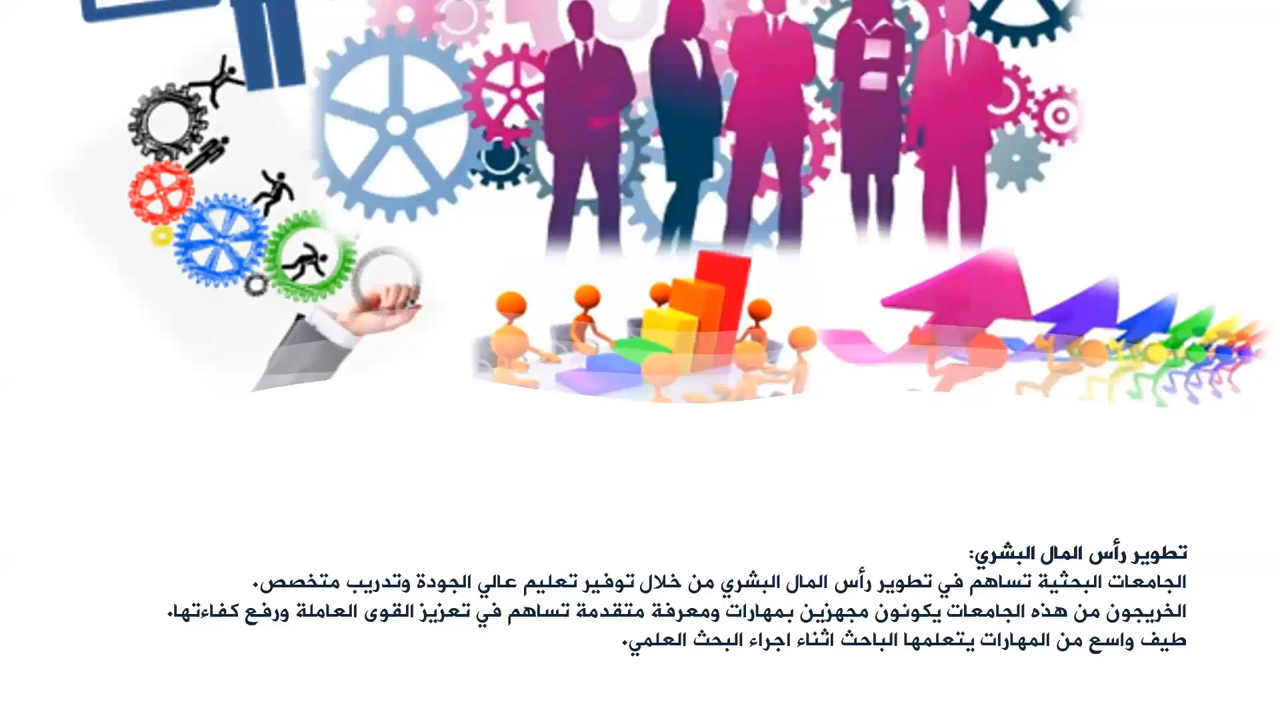 تطوير رأس المال البشري:
الجامعات البحثية تساهم في تطوير رأس المال البشري من خلال توفير تعليم عالي الجودة وتدريب متخصص.
الخريجون من هذه الجامعات يكونون مجهزين بمهارات ومعرفة متقدمة تساهم في تعزيز القوى العاملة ورفع كفاءتها.
طيف واسع من المهارات يتعلمها الباحث اثناء اجراء البحث العلمي.